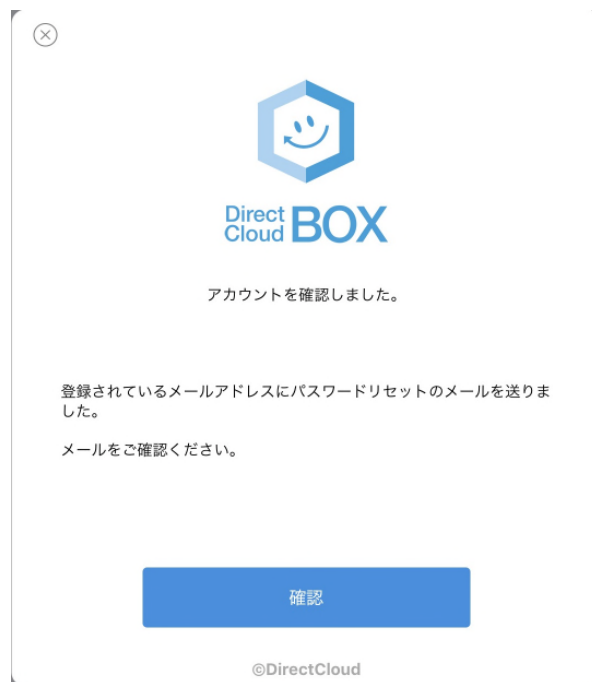 Direct
Cloud BOX
アカウントを確認しました。
登録されているメールアドレスにパスワードリセットのメールを送りま
した。
メールをご確認ください。
確認
©DirectCloud